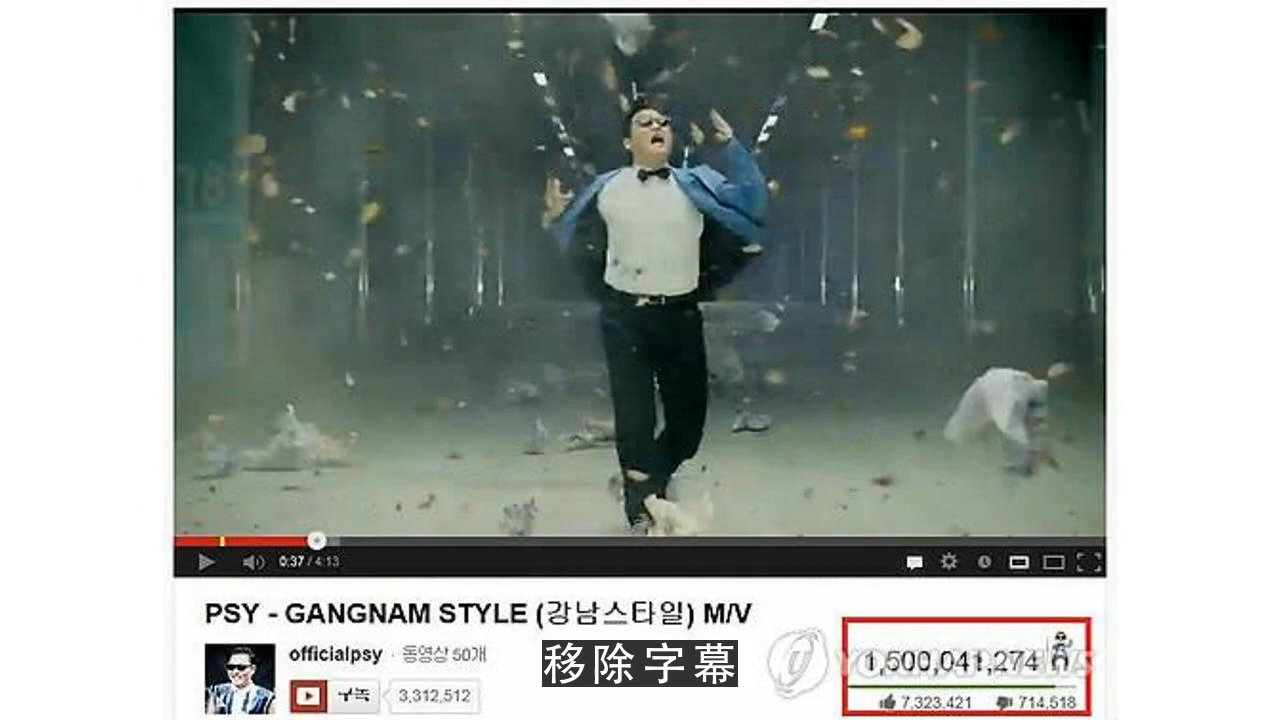 0:37 / 4:13
PSY - GANGNAM STYLE (강남스타일) M/V
officialpsy · 동영상 50개
구독 3,312,512
移除字幕
1,500,041,274
7,323,421 714,518